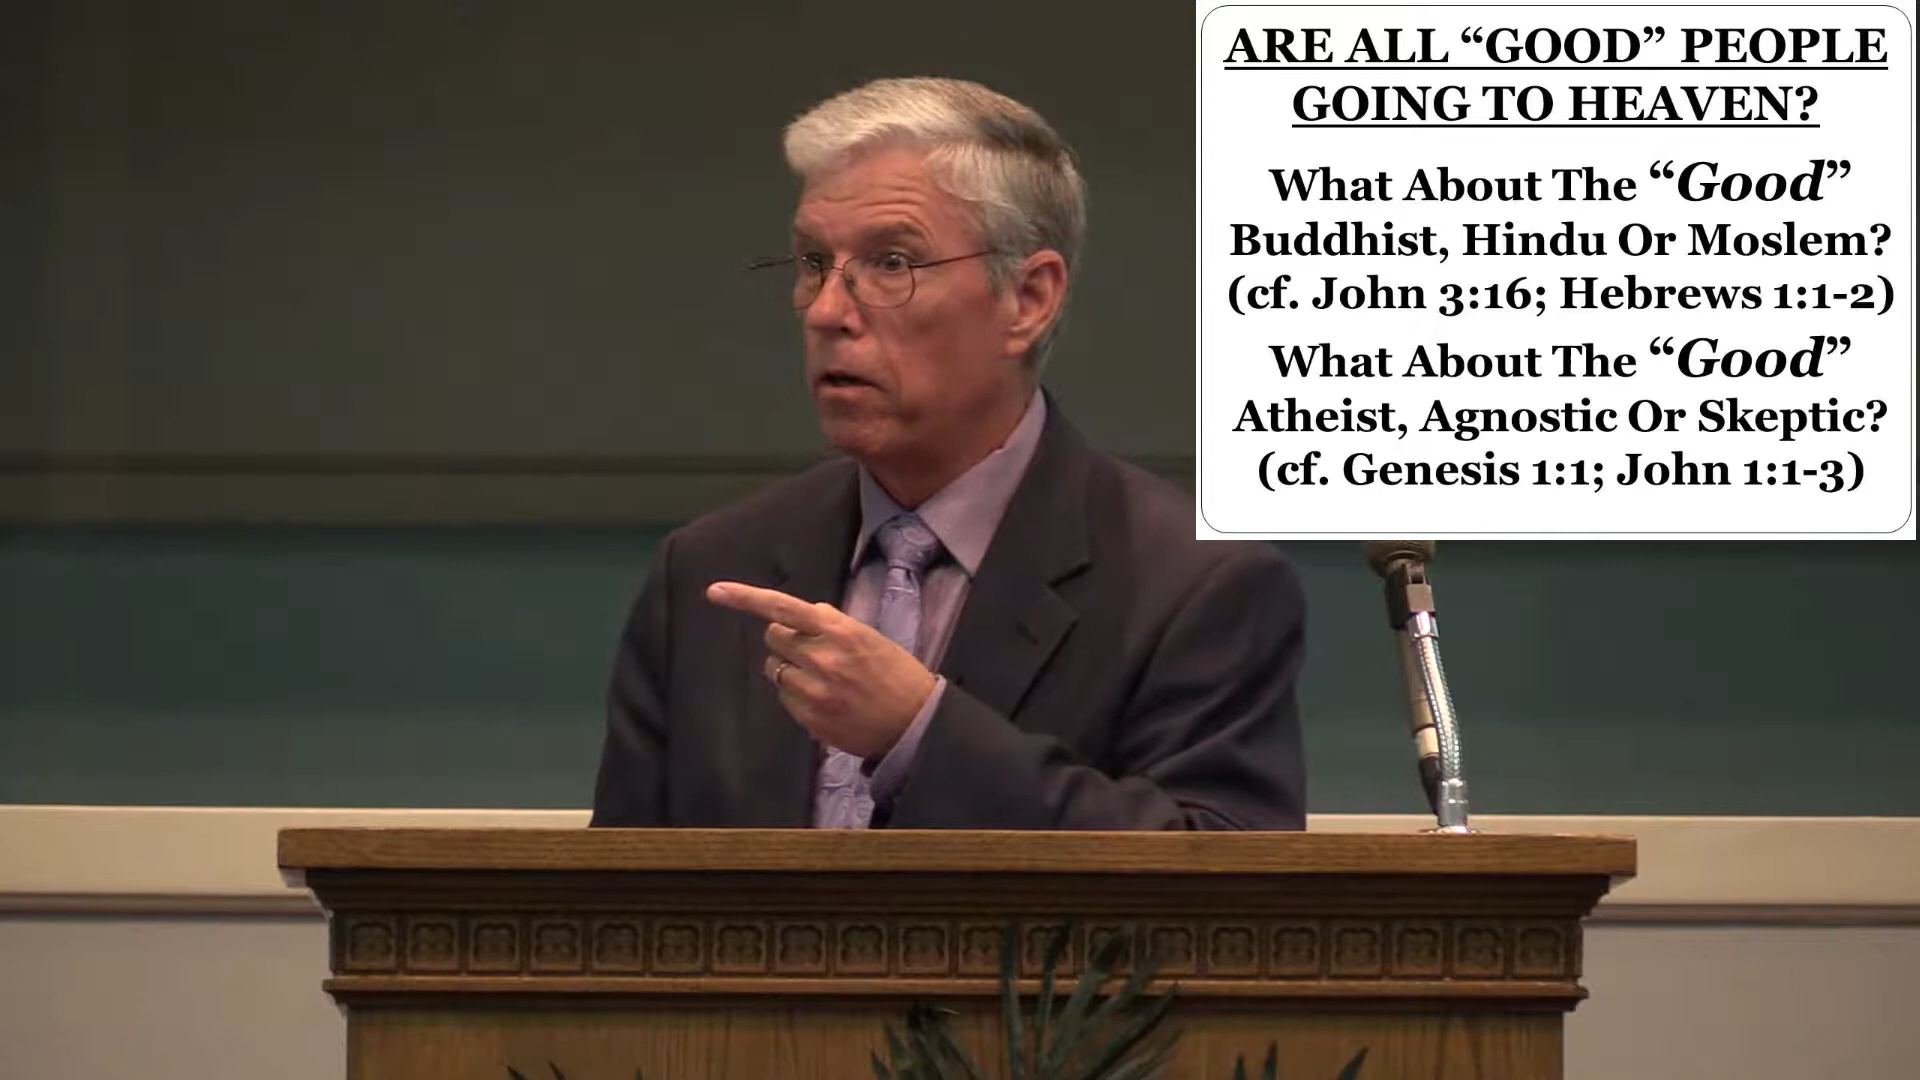 ARE ALL “GOOD” PEOPLE
GOING TO HEAVEN?
What About The “Good”
Buddhist, Hindu Or Moslem?
(cf. John 3:16; Hebrews 1:1-2)
What About The “Good”
Atheist, Agnostic Or Skeptic?
(cf. Genesis 1:1; John 1:1-3)